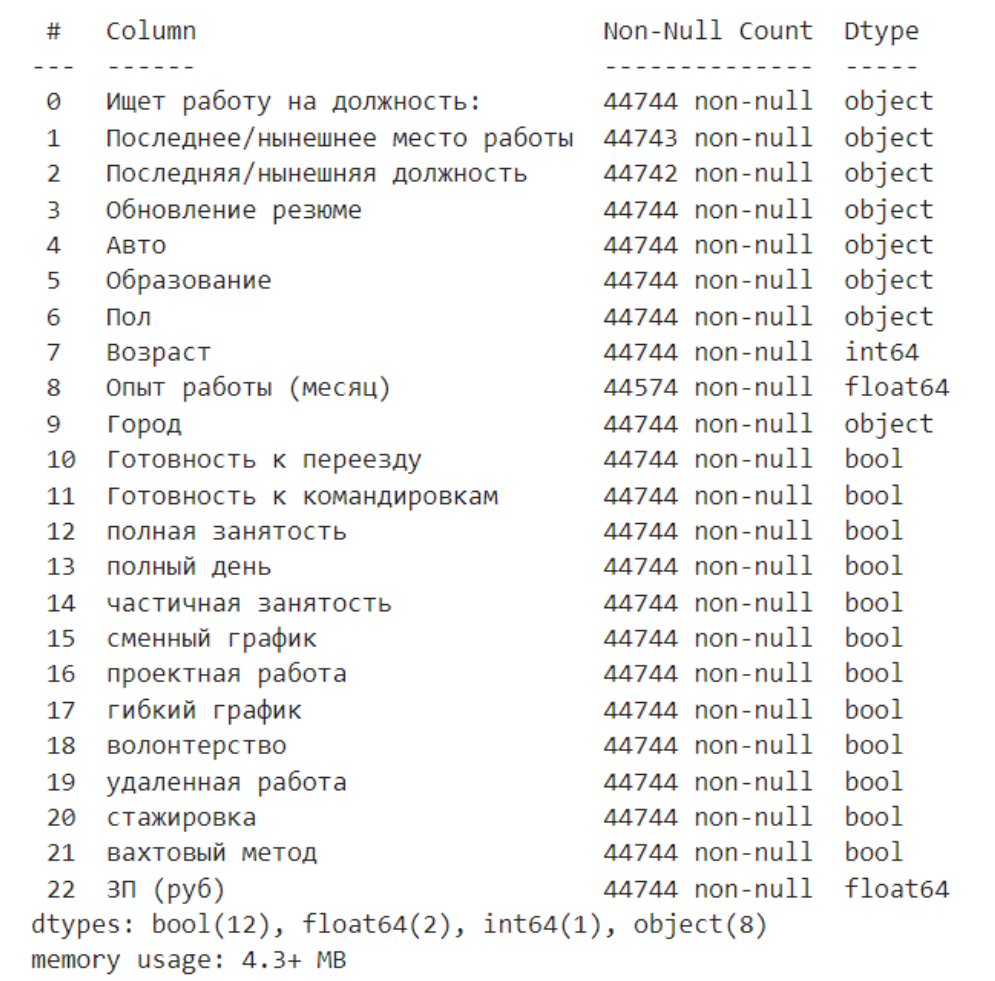 #   Column                          Non-Null Count  Dtype
---  ------                          --------------  -----
0   Ищет работу на должность:       44744 non-null  object
1   Последнее/нынешнее место работы  44743 non-null  object
2   Последняя/нынешняя должность    44742 non-null  object
3   Обновление резюме               44744 non-null  object
4   Авто                            44744 non-null  object
5   Образование                     44744 non-null  object
6   Пол                             44744 non-null  object
7   Возраст                         44744 non-null  int64
8   Опыт работы (месяц)             44574 non-null  float64
9   Город                           44744 non-null  object
10  Готовность к переезду           44744 non-null  bool
11  Готовность к командировкам      44744 non-null  bool
12  полная занятость                44744 non-null  bool
13  полный день                     44744 non-null  bool
14  частичная занятость             44744 non-null  bool
15  сменный график                  44744 non-null  bool
16  проектная работа                44744 non-null  bool
17  гибкий график                   44744 non-null  bool
18  волонтерство                    44744 non-null  bool
19  удаленная работа                44744 non-null  bool
20  стажировка                      44744 non-null  bool
21  вахтовый метод                  44744 non-null  bool
22  ЗП (руб)                        44744 non-null  float64
dtypes: bool(12), float64(2), int64(1), object(8)
memory usage: 4.3+ MB